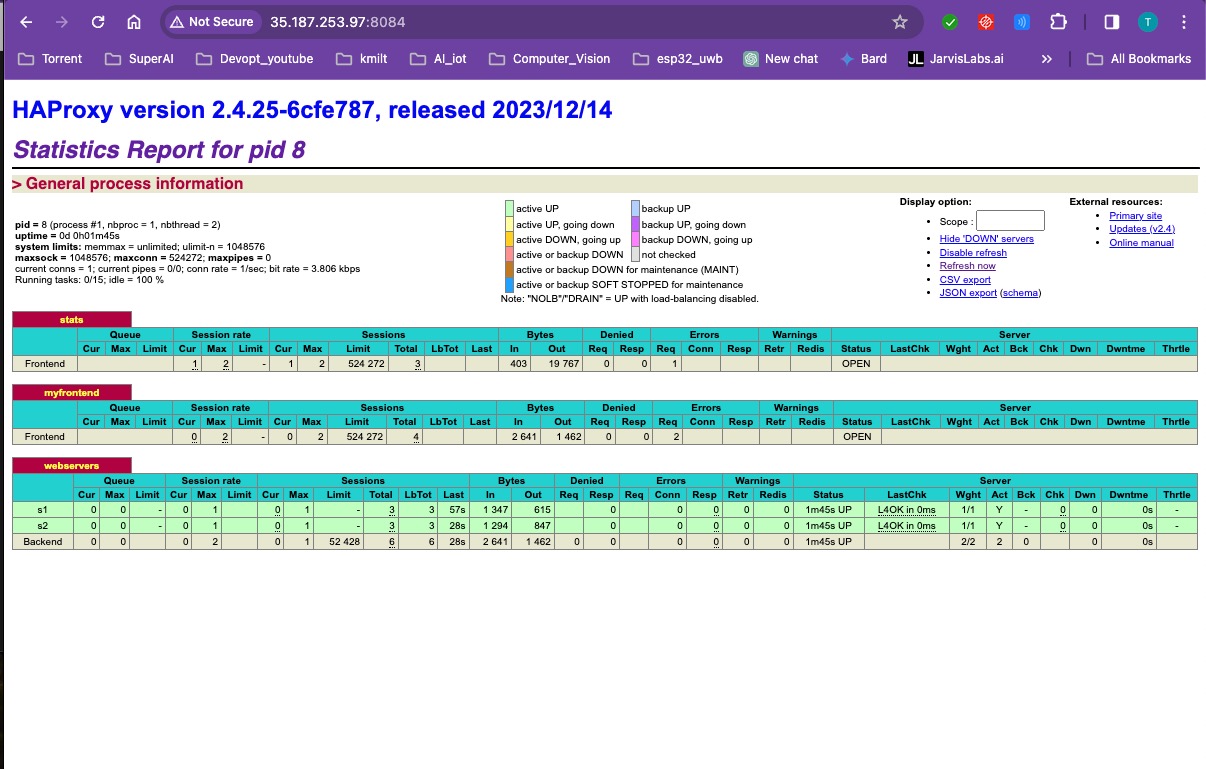 Not Secure 35.187.253.97:8084 T
Torrent SuperAI Devopt_youtube kmilt AI_iot Computer_Vision esp32_uwb New chat Bard JL JarvisLabs.ai » All Bookmarks
HAProxy version 2.4.25-6cfe787, released 2023/12/14
Statistics Report for pid 8
> General process information
pid = 8 (process #1, nbproc = 1, nbthread = 2)
uptime = 0d 0h01m45s
system limits: memmax = unlimited; ulimit-n = 1048576
maxsock = 1048576; maxconn = 524272; maxpipes = 0
current conns = 1; current pipes = 0/0; conn rate = 1/sec; bit rate = 3.806 kbps
Running tasks: 0/15; idle = 100 %
active UP backup UP
active UP, going down backup UP, going down
active DOWN, going up backup DOWN, going up
active or backup DOWN not checked
active or backup DOWN for maintenance (MAINT)
active or backup SOFT STOPPED for maintenance
Note: "NOLB"/"DRAIN" = UP with load-balancing disabled.
Display option:
• Scope :
• Hide 'DOWN' servers
• Disable refresh
• Refresh now
• CSV export
• JSON export (schema)
External resources:
• Primary site
• Updates (v2.4)
• Online manual
stats
Queue Session rate Sessions Bytes Denied Errors Warnings Server
Cur Max Limit Cur Max Limit Cur Max Limit Total LbTot Last In Out Req Resp Req Conn Resp Retr Redis Status LastChk Wght Act Bck Chk Dwn Dwntme Thrtle
Frontend 1 2 - 1 2 524 272 3 403 19 767 0 0 1 OPEN
myfrontend
Queue Session rate Sessions Bytes Denied Errors Warnings Server
Cur Max Limit Cur Max Limit Cur Max Limit Total LbTot Last In Out Req Resp Req Conn Resp Retr Redis Status LastChk Wght Act Bck Chk Dwn Dwntme Thrtle
Frontend 0 2 - 0 2 524 272 4 2 641 1 462 0 0 2 OPEN
webservers
Queue Session rate Sessions Bytes Denied Errors Warnings Server
Cur Max Limit Cur Max Limit Cur Max Limit Total LbTot Last In Out Req Resp Req Conn Resp Retr Redis Status LastChk Wght Act Bck Chk Dwn Dwntme Thrtle
s1 0 0 - 0 1 0 1 - 3 3 57s 1 347 615 0 0 0 0 0 1m45s UP L4OK in 0ms 1/1 Y - 0 0 0s -
s2 0 0 - 0 1 0 1 - 3 3 28s 1 294 847 0 0 0 0 0 1m45s UP L4OK in 0ms 1/1 Y - 0 0 0s -
Backend 0 0 0 2 0 1 52 428 6 6 28s 2 641 1 462 0 0 0 0 0 0 1m45s UP 2/2 2 0 0 0s